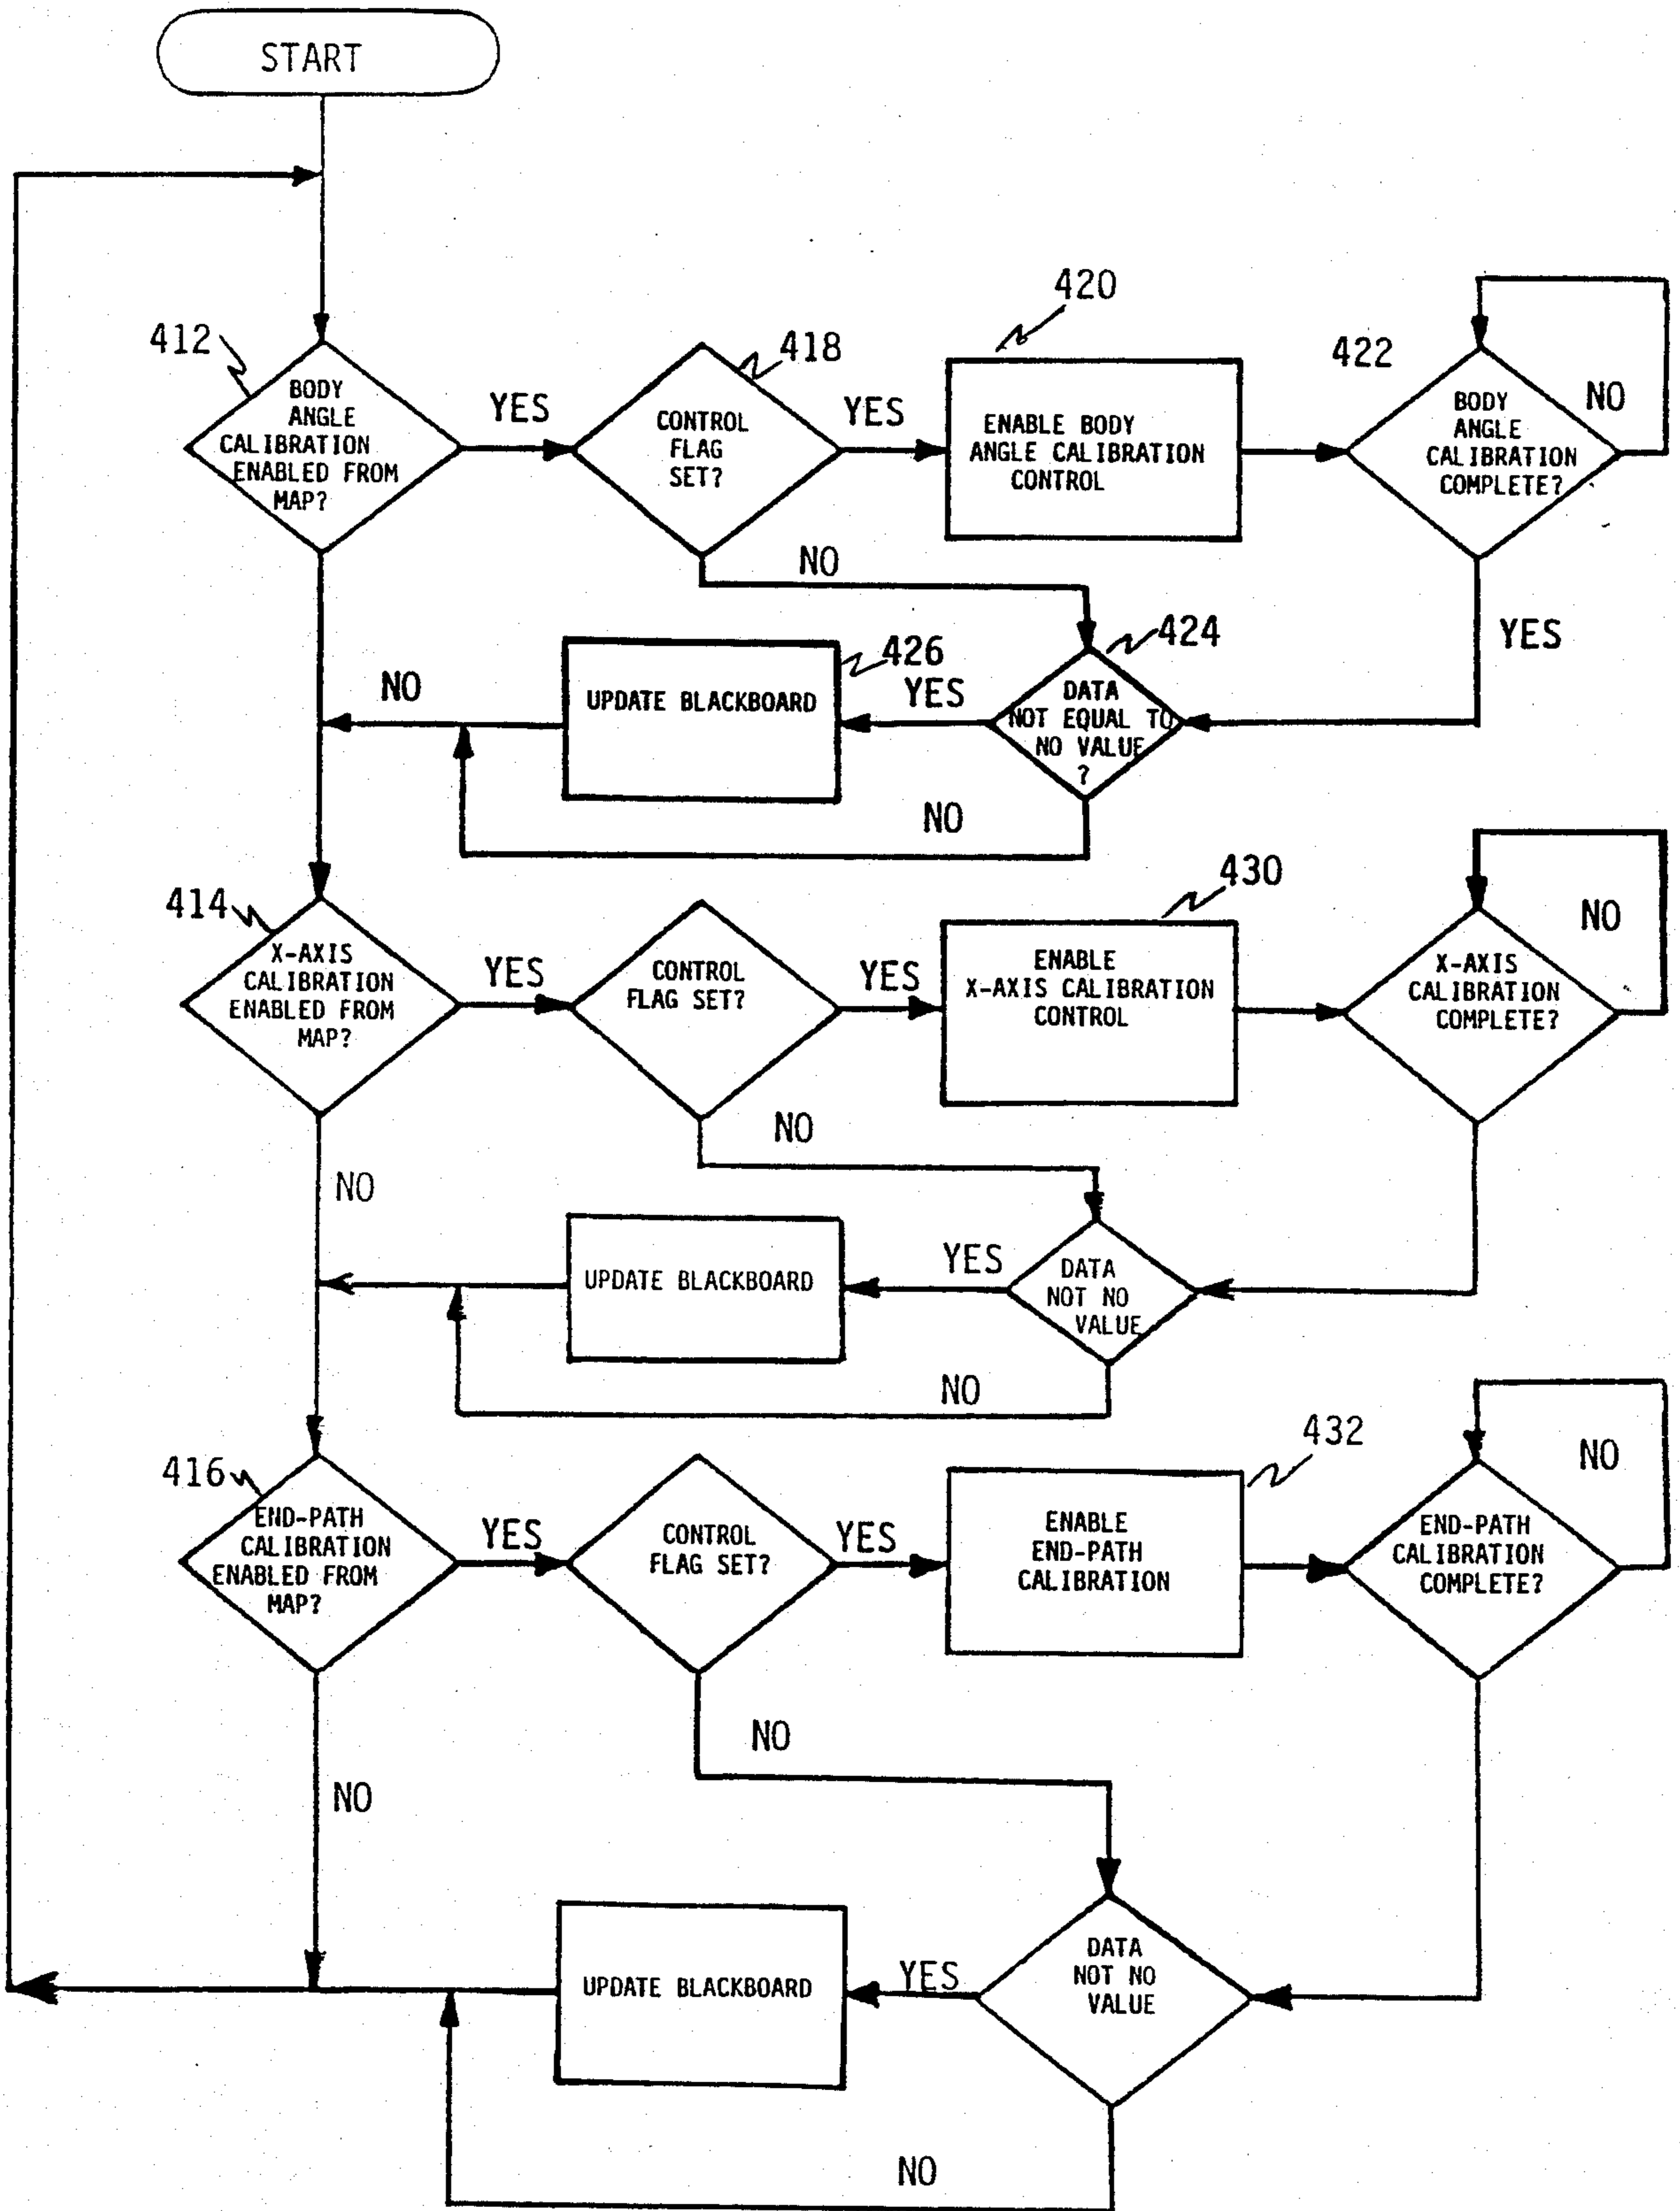 START
412
BODY
ANGLE
CALIBRATION
ENABLED FROM
MAP?
YES
418
CONTROL
FLAG
SET?
YES
420
ENABLE BODY
ANGLE CALIBRATION
CONTROL
422
BODY
ANGLE
CALIBRATION
COMPLETE?
NO
NO
YES
424
DATA
NOT EQUAL TO
NO VALUE
?
YES
426
UPDATE BLACKBOARD
NO
NO
414
X-AXIS
CALIBRATION
ENABLED FROM
MAP?
YES
CONTROL
FLAG SET?
YES
430
ENABLE
X-AXIS CALIBRATION
CONTROL
X-AXIS
CALIBRATION
COMPLETE?
NO
NO
NO
DATA
NOT NO
VALUE
YES
UPDATE BLACKBOARD
NO
416
END-PATH
CALIBRATION
ENABLED FROM
MAP?
YES
CONTROL
FLAG SET?
YES
432
ENABLE
END-PATH
CALIBRATION
END-PATH
CALIBRATION
COMPLETE?
NO
NO
NO
DATA
NOT NO
VALUE
YES
UPDATE BLACKBOARD
NO